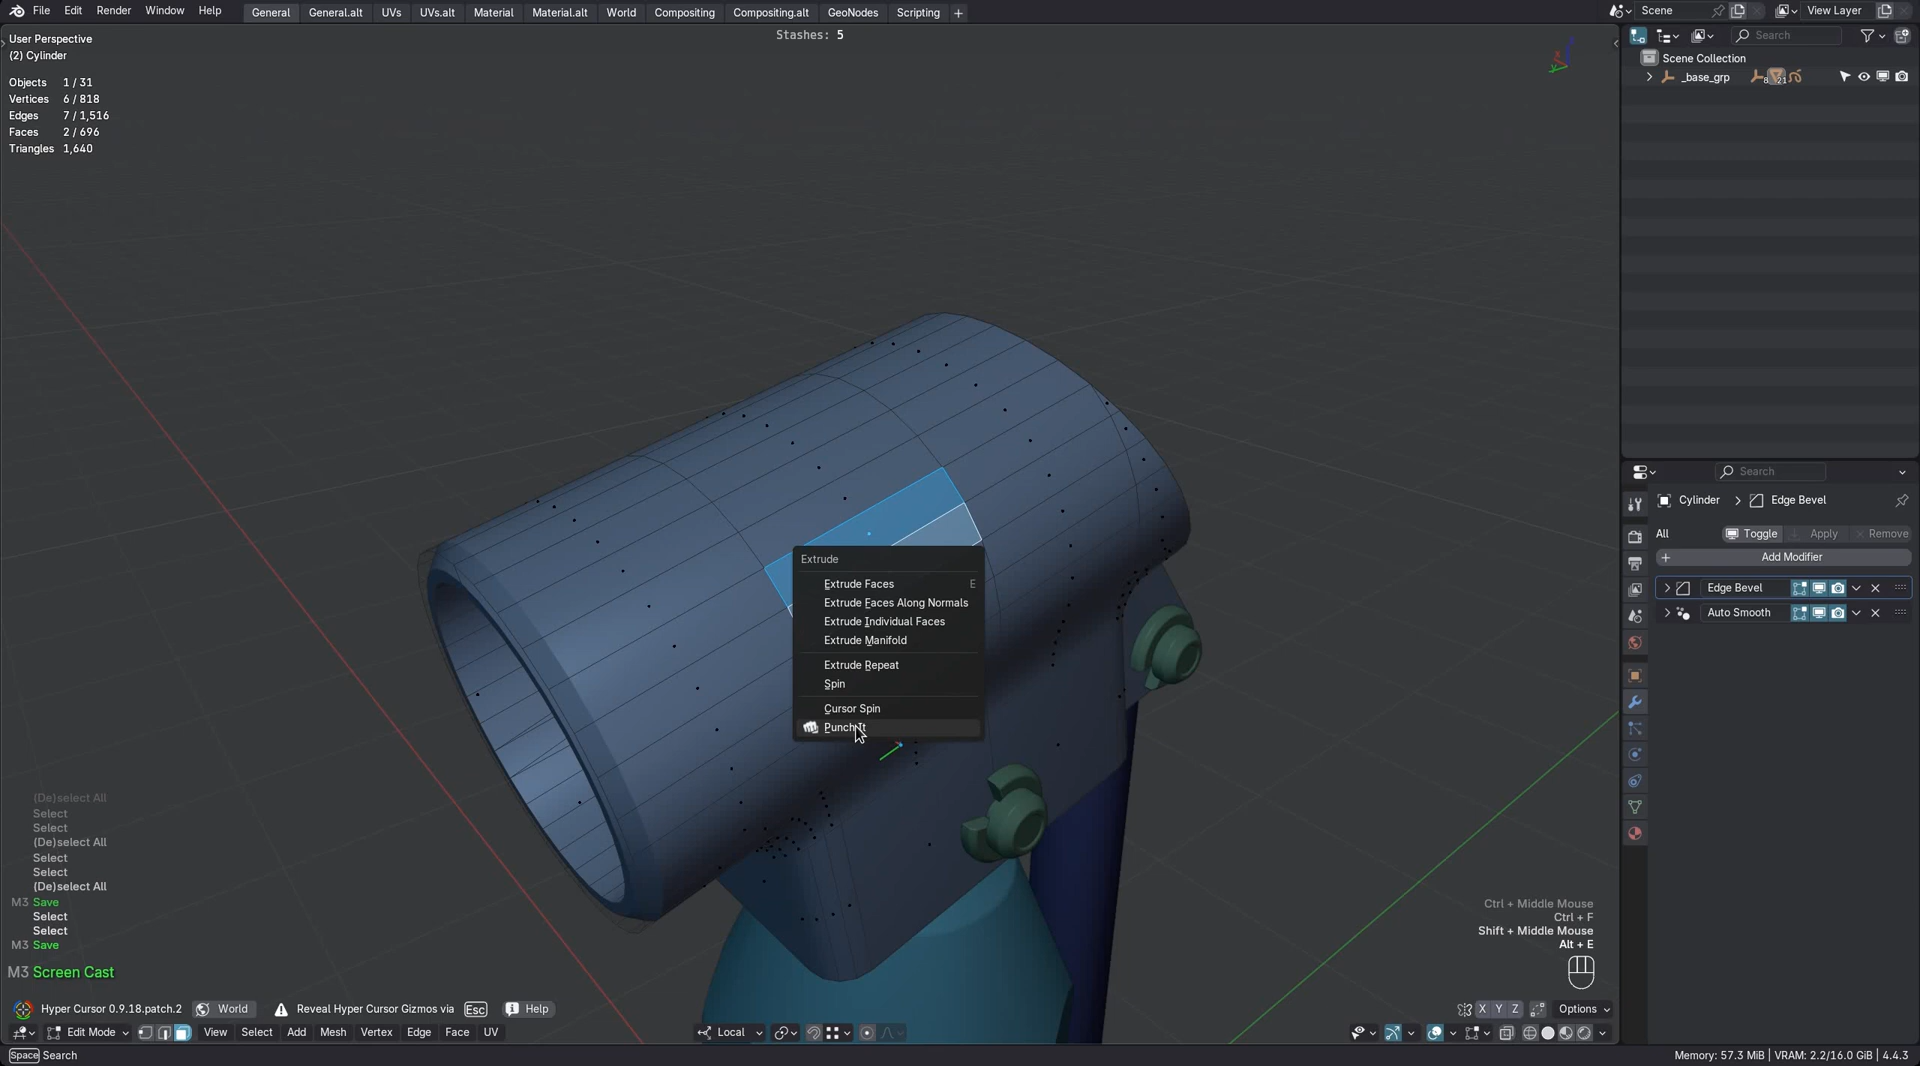 File Edit Render Window Help General General.alt UVs UVs.alt Material Material.alt World Compositing Compositing.alt GeoNodes Scripting + Scene View Layer
User Perspective
(2) Cylinder
Stashes: 5
Objects 1 / 31
Vertices 6 / 818
Edges 7 / 1,516
Faces 2 / 696
Triangles 1,640
Search
Scene Collection
_base_grp 8 21
Search
Cylinder > Edge Bevel
All Toggle Apply Remove
+ Add Modifier
Edge Bevel
Auto Smooth
Extrude
Extrude Faces E
Extrude Faces Along Normals
Extrude Individual Faces
Extrude Manifold
Extrude Repeat
Spin
Cursor Spin
Punch It
(De)select All
Select
Select
(De)select All
Select
Select
(De)select All
M3 Save
Select
Select
M3 Save
M3 Screen Cast
Ctrl + Middle Mouse
Ctrl + F
Shift + Middle Mouse
Alt + E
Hyper Cursor 0.9.18.patch.2 World Reveal Hyper Cursor Gizmos via Esc Help
X Y Z Options
Edit Mode View Select Add Mesh Vertex Edge Face UV Local
Space Search
Memory: 57.3 MiB | VRAM: 2.2/16.0 GiB | 4.4.3